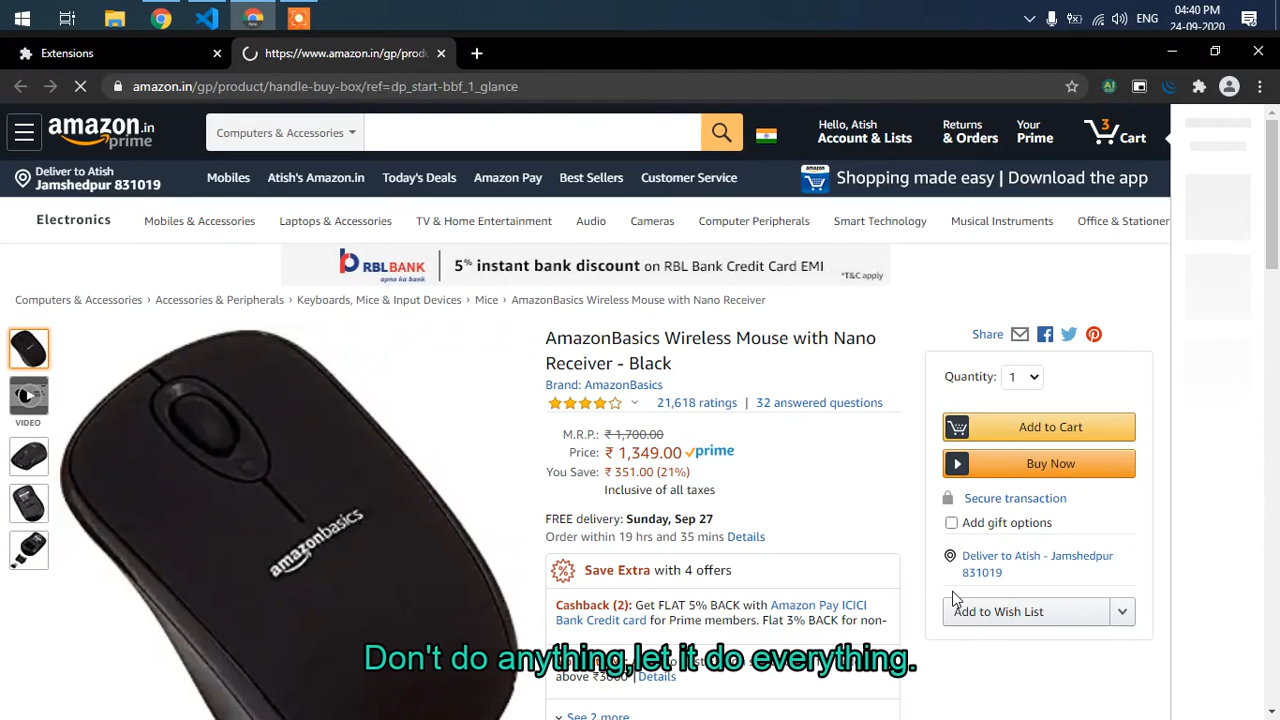 04:40 PM
ENG
24-09-2020
Extensions
https://www.amazon.in/gp/produ
amazon.in/gp/product/handle-buy-box/ref=dp_start-bbf_1_glance
AI
amazon.in
prime
Computers & Accessories
Hello, Atish
Account & Lists
Returns
& Orders
Your
Prime
3
Cart
Deliver to Atish
Jamshedpur 831019
Mobiles
Atish's Amazon.in
Today's Deals
Amazon Pay
Best Sellers
Customer Service
amazon
Shopping made easy | Download the app
Electronics
Mobiles & Accessories
Laptops & Accessories
TV & Home Entertainment
Audio
Cameras
Computer Peripherals
Smart Technology
Musical Instruments
Office & Stationer
RBLBANK
apno ka bank
5% instant bank discount on RBL Bank Credit Card EMI
*T&C apply
Computers & Accessories › Accessories & Peripherals › Keyboards, Mice & Input Devices › Mice › AmazonBasics Wireless Mouse with Nano Receiver
VIDEO
amazonbasics
AmazonBasics Wireless Mouse with Nano
Receiver - Black
Brand: AmazonBasics
21,618 ratings | 32 answered questions
M.R.P.: ₹ 1,700.00
Price: ₹ 1,349.00 prime
You Save: ₹ 351.00 (21%)
Inclusive of all taxes
FREE delivery: Sunday, Sep 27
Order within 19 hrs and 35 mins Details
Save Extra with 4 offers
Cashback (2): Get FLAT 5% BACK with Amazon Pay ICICI
Bank Credit card for Prime members. Flat 3% BACK for non-
above ₹3000 | Details
See 2 more
Share
Quantity: 1
Add to Cart
Buy Now
Secure transaction
Add gift options
Deliver to Atish - Jamshedpur
831019
Add to Wish List
Don't do anything,let it do everything.